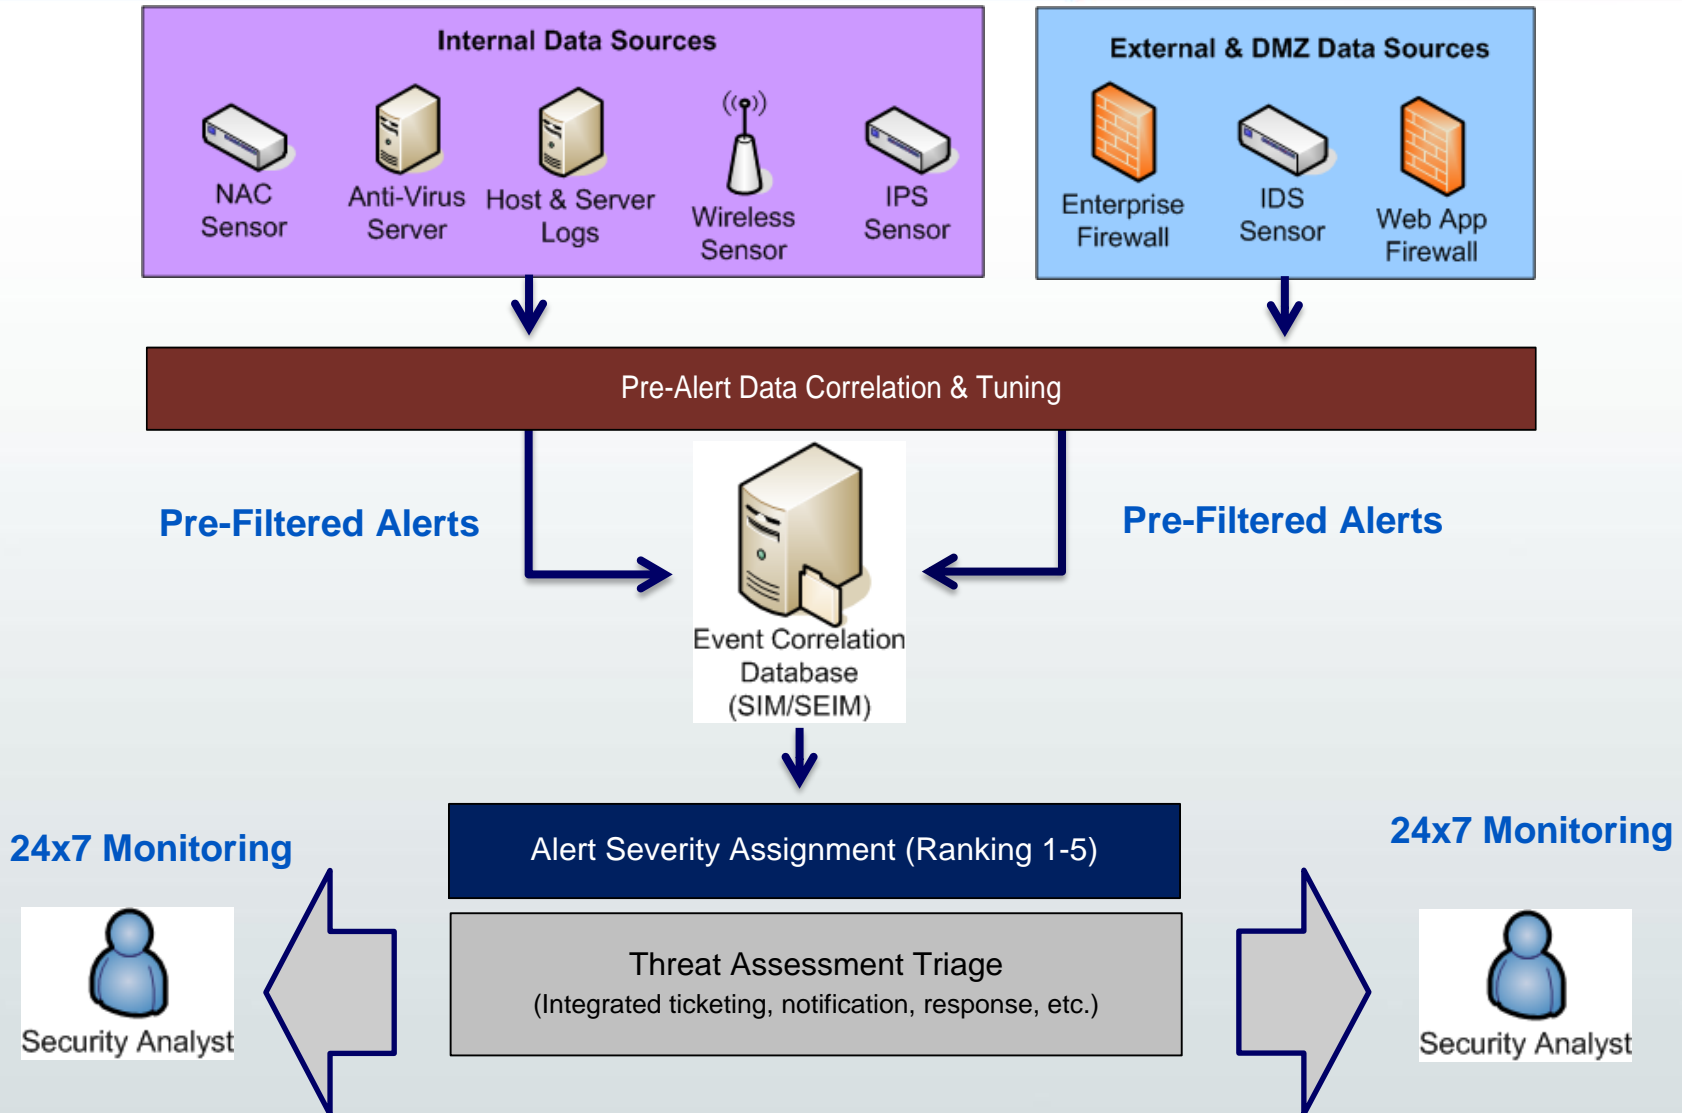 Internal Data Sources
NAC
Sensor
Anti-Virus
Server
Host & Server
Logs
Wireless
Sensor
IPS
Sensor
External & DMZ Data Sources
Enterprise
Firewall
IDS
Sensor
Web App
Firewall
Pre-Alert Data Correlation & Tuning
Pre-Filtered Alerts
Pre-Filtered Alerts
Event Correlation
Database
(SIM/SEIM)
24x7 Monitoring
Alert Severity Assignment (Ranking 1-5)
24x7 Monitoring
Threat Assessment Triage
(Integrated ticketing, notification, response, etc.)
Security Analyst
Security Analyst